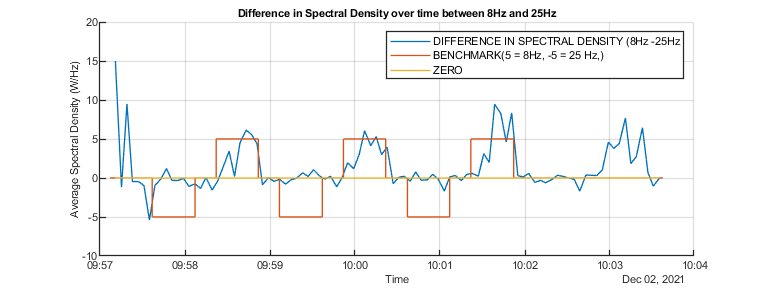 Difference in Spectral Density over time between 8Hz and 25Hz
DIFFERENCE IN SPECTRAL DENSITY (8Hz -25Hz
BENCHMARK(5 = 8Hz, -5 = 25 Hz,)
ZERO
Average Spectral Density (W/Hz)
20
15
10
5
0
-5
-10
09:57 09:58 09:59 10:00 10:01 10:02 10:03 10:04
Time
Dec 02, 2021